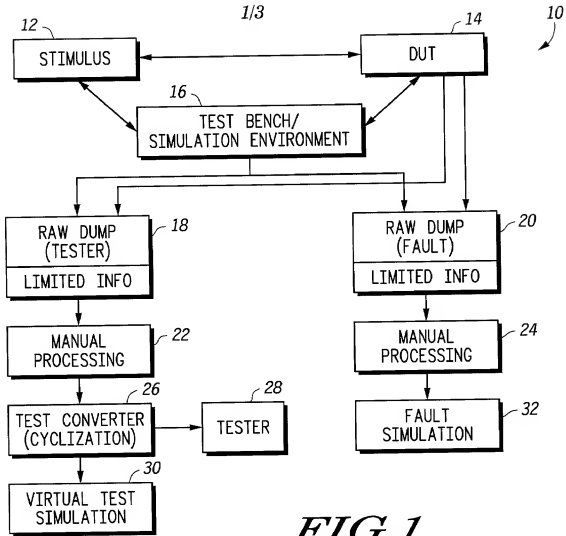 1/3
10
12
STIMULUS
14
DUT
16
TEST BENCH/
SIMULATION ENVIRONMENT
18
RAW DUMP
(TESTER)
LIMITED INFO
20
RAW DUMP
(FAULT)
LIMITED INFO
22
MANUAL
PROCESSING
24
MANUAL
PROCESSING
26
TEST CONVERTER
(CYCLIZATION)
28
TESTER
32
FAULT
SIMULATION
30
VIRTUAL TEST
SIMULATION
FIG.1